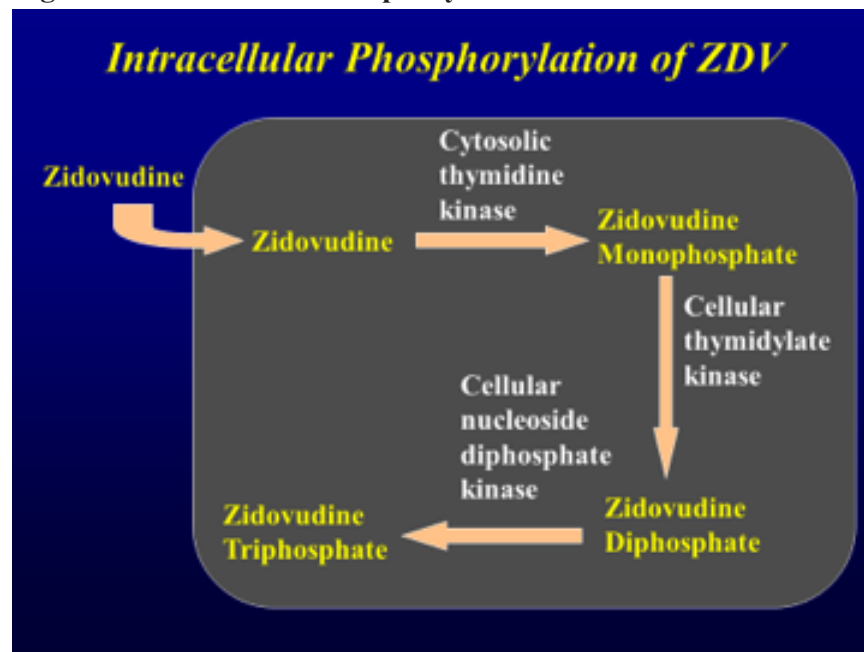 Intracellular Phosphorylation of ZDV
Zidovudine
Zidovudine
Cytosolic
thymidine
kinase
Zidovudine
Monophosphate
Cellular
thymidylate
kinase
Zidovudine
Diphosphate
Cellular
nucleoside
diphosphate
kinase
Zidovudine
Triphosphate